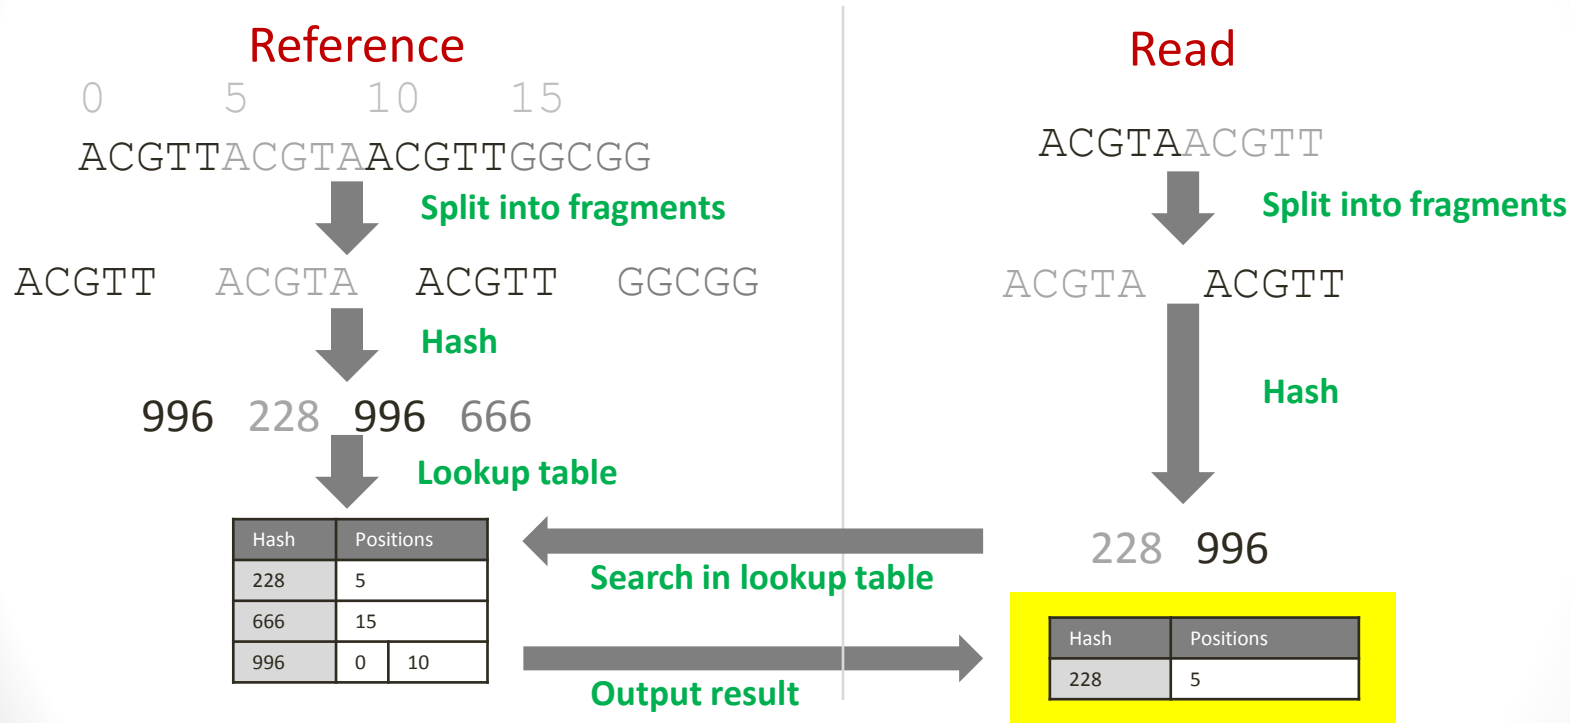 Reference
0 5 10 15
ACGTTACGTAACGTTGGCGG
Split into fragments
ACGTT ACGTA ACGTT GGCGG
Hash
996 228 996 666
Lookup table
Hash Positions
228 5
666 15
996 0 10
Search in lookup table
Output result
Read
ACGTAACGTT
Split into fragments
ACGTA ACGTT
Hash
228 996
Hash Positions
228 5